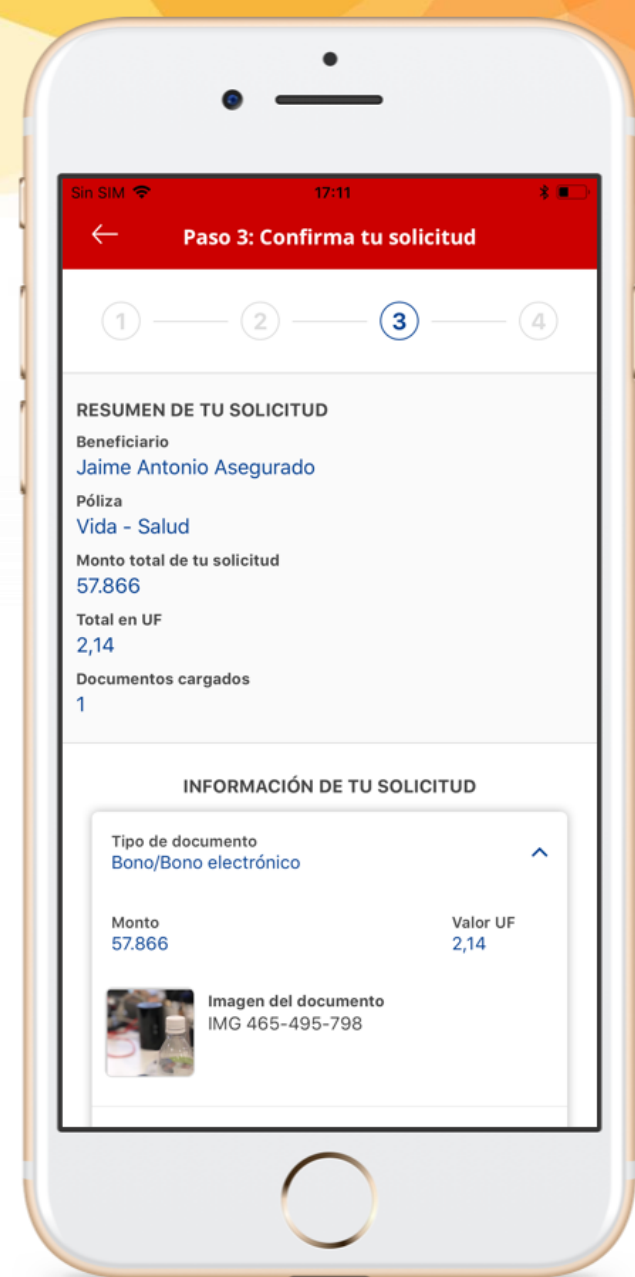 Sin SIM 17:11
Paso 3: Confirma tu solicitud
1 2 3 4
RESUMEN DE TU SOLICITUD
Beneficiario
Jaime Antonio Asegurado
Póliza
Vida - Salud
Monto total de tu solicitud
57.866
Total en UF
2,14
Documentos cargados
1
INFORMACIÓN DE TU SOLICITUD
Tipo de documento
Bono/Bono electrónico
Monto Valor UF
57.866 2,14
Imagen del documento
IMG 465-495-798